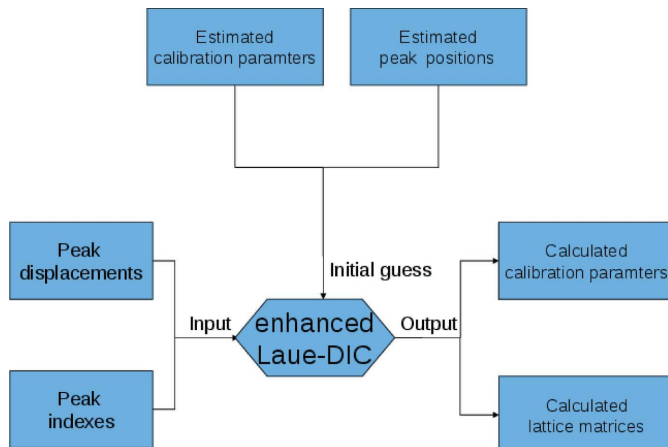 Estimated
calibration paramters
Estimated
peak positions
Peak
displacements
Initial guess
Calculated
calibration paramters
Input
enhanced
Laue-DIC
Output
Peak
indexes
Calculated
lattice matrices